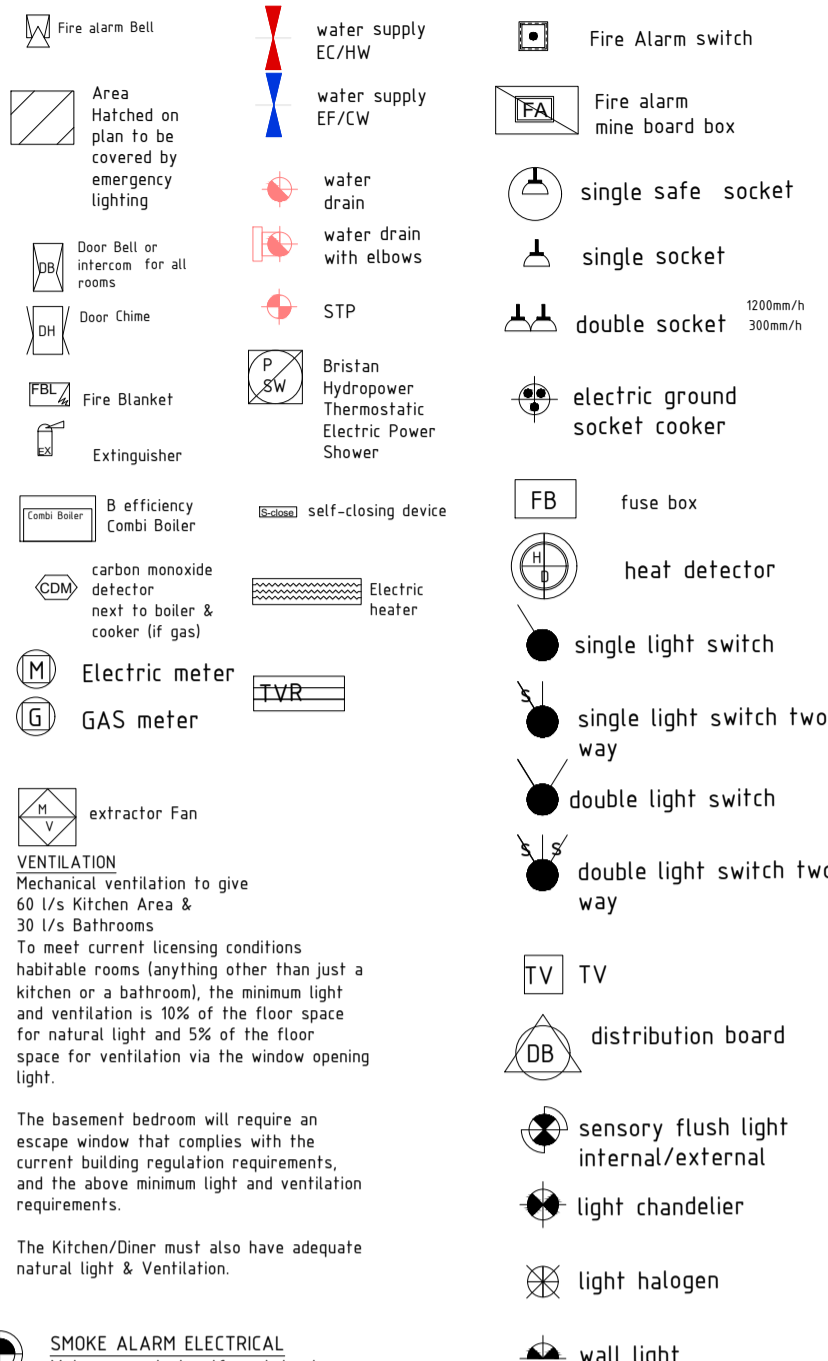 Fire alarm Bell
Area
Hatched on
plan to be
covered by
emergency
lighting
DB
Door Bell or
intercom for all
rooms
DH
Door Chime
FBL
Fire Blanket
EX
Extinguisher
Combi Boiler
B efficiency
Combi Boiler
CDM
carbon monoxide
detector
next to boiler &
cooker (if gas)
M
Electric meter
G
GAS meter
M
V
extractor Fan
VENTILATION
Mechanical ventilation to give
60 l/s Kitchen Area &
30 l/s Bathrooms
To meet current licensing conditions
habitable rooms (anything other than just a
kitchen or a bathroom), the minimum light
and ventilation is 10% of the floor space
for natural light and 5% of the floor
space for ventilation via the window opening
light.
The basement bedroom will require an
escape window that complies with the
current building regulation requirements,
and the above minimum light and ventilation
requirements.
The Kitchen/Diner must also have adequate
natural light & Ventilation.
SMOKE ALARM ELECTRICAL
water supply
EC/HW
water supply
EF/CW
water
drain
water drain
with elbows
STP
P
SW
Bristan
Hydropower
Thermostatic
Electric Power
Shower
S-close
self-closing device
Electric
heater
TVR
Fire Alarm switch
FA
Fire alarm
mine board box
single safe socket
single socket
double socket
1200mm/h
300mm/h
electric ground
socket cooker
FB
fuse box
H
D
heat detector
single light switch
S
single light switch two
way
double light switch
S S
double light switch two
way
TV
TV
DB
distribution board
sensory flush light
internal/external
light chandelier
light halogen
wall light